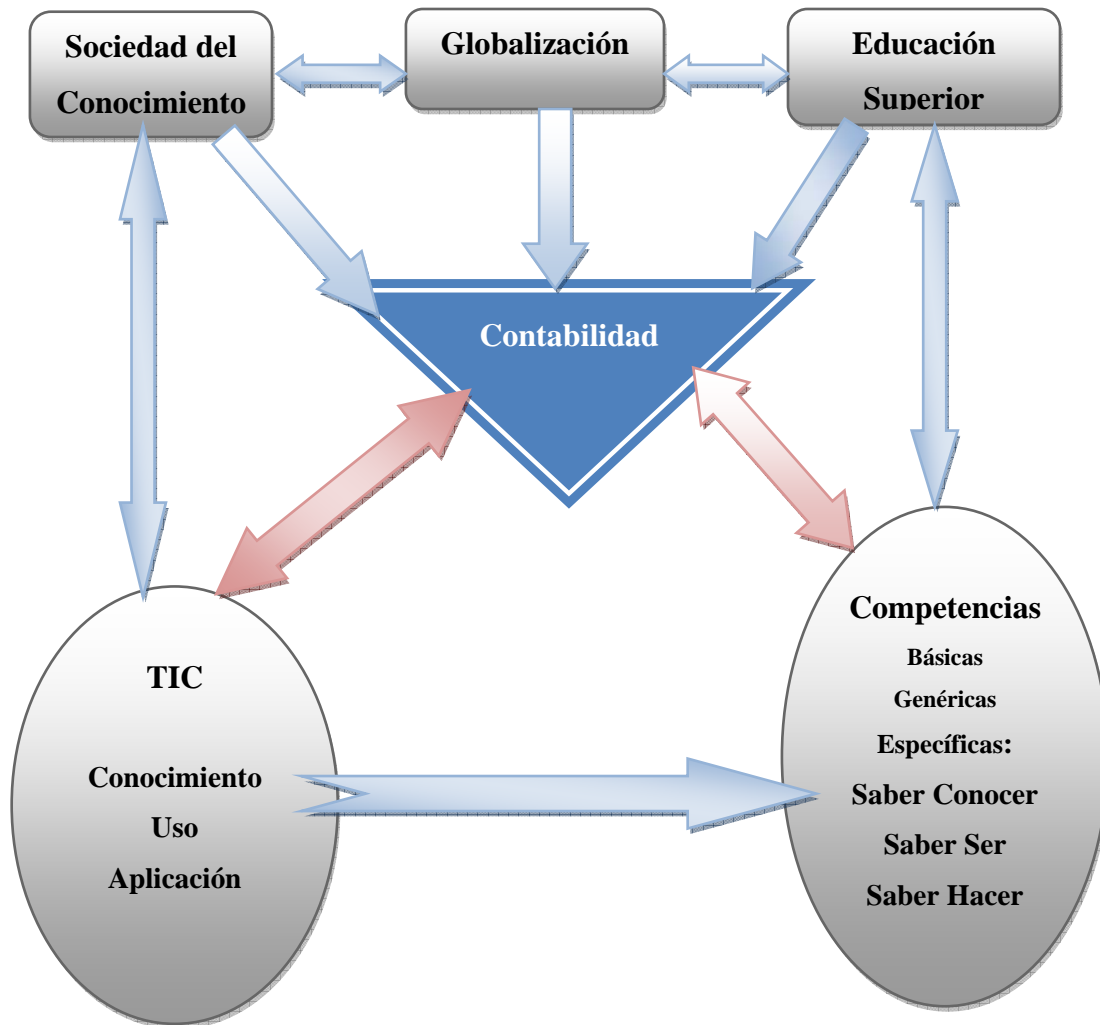 Sociedad del
Conocimiento
Globalización
Educación
Superior
Contabilidad
TIC
Conocimiento
Uso
Aplicación
Competencias
Básicas
Genéricas
Específicas:
Saber Conocer
Saber Ser
Saber Hacer